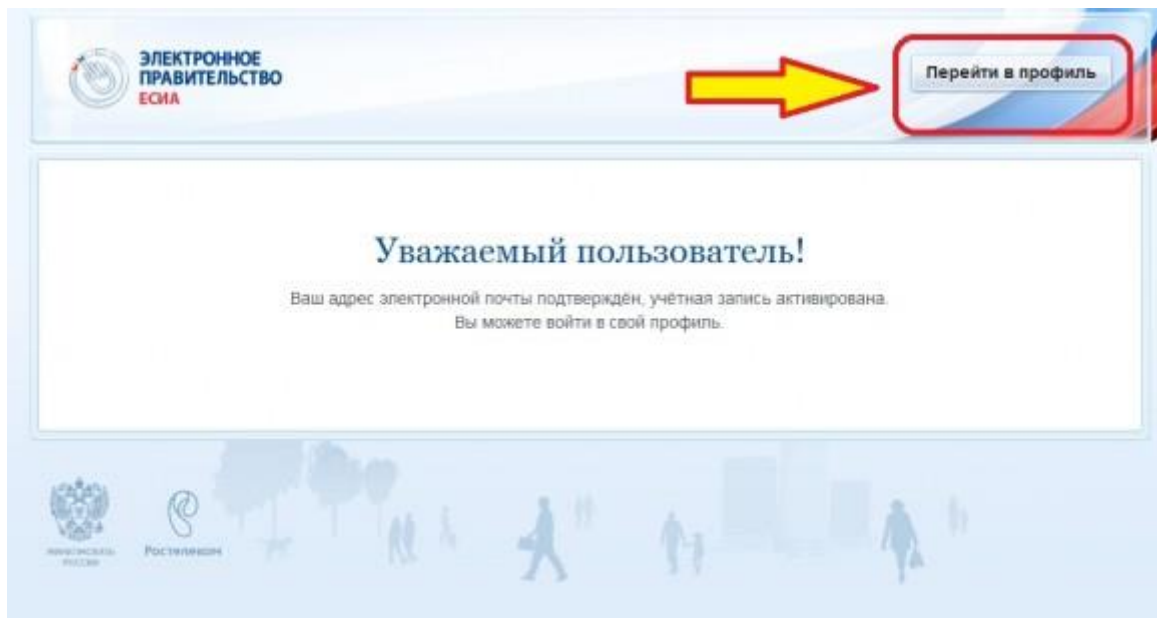 ЭЛЕКТРОННОЕ
ПРАВИТЕЛЬСТВО
ЕСИА
Перейти в профиль
Уважаемый пользователь!
Ваш адрес электронной почты подтверждён, учётная запись активирована.
Вы можете войти в свой профиль.
РОССИИ
Ростелеком